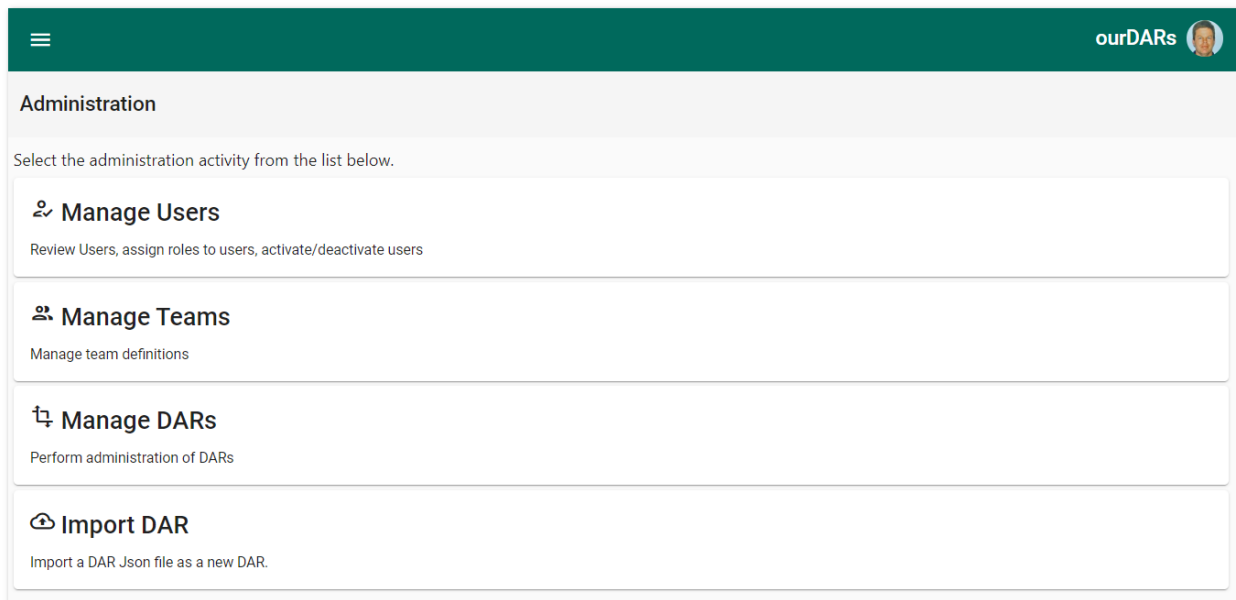 ourDARs
Administration
Select the administration activity from the list below.
Manage Users
Review Users, assign roles to users, activate/deactivate users
Manage Teams
Manage team definitions
Manage DARs
Perform administration of DARs
Import DAR
Import a DAR Json file as a new DAR.